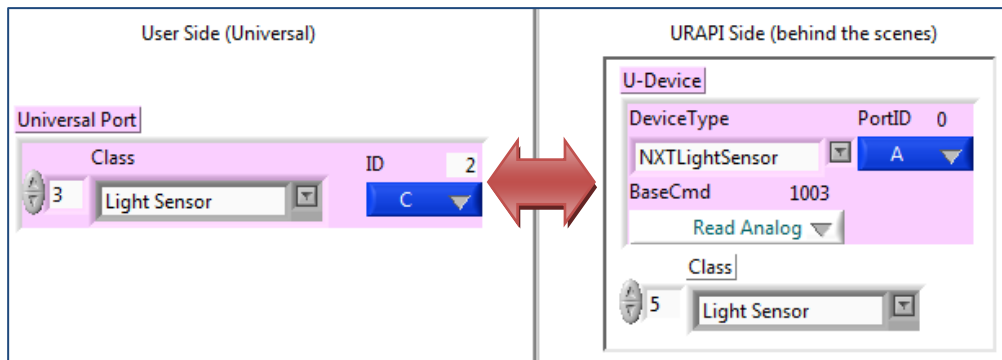 User Side (Universal)
Universal Port
Class
ID 2
3 Light Sensor
C
URAPI Side (behind the scenes)
U-Device
DeviceType PortID 0
NXTLightSensor A
BaseCmd 1003
Read Analog
Class
5 Light Sensor